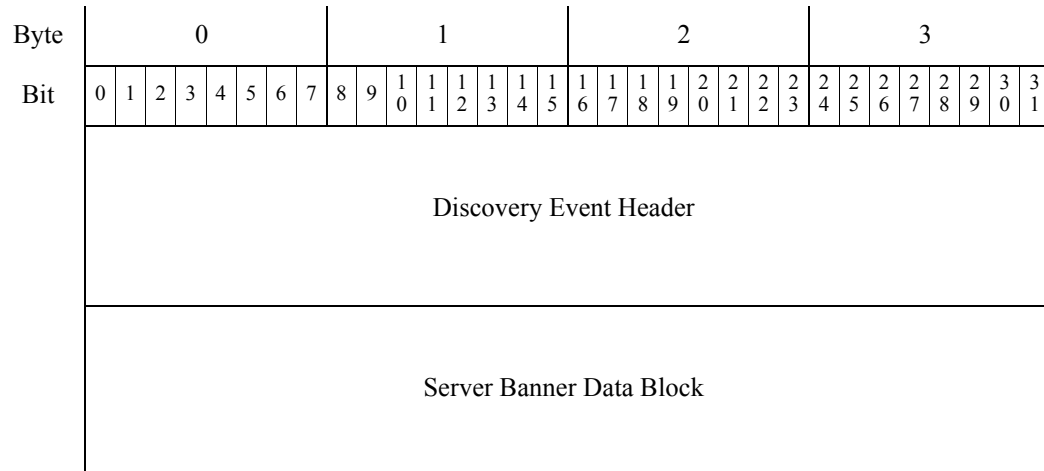 Byte 0 1 2 3
Bit 0 1 2 3 4 5 6 7 8 9 10 11 12 13 14 15 16 17 18 19 20 21 22 23 24 25 26 27 28 29 30 31
Discovery Event Header
Server Banner Data Block